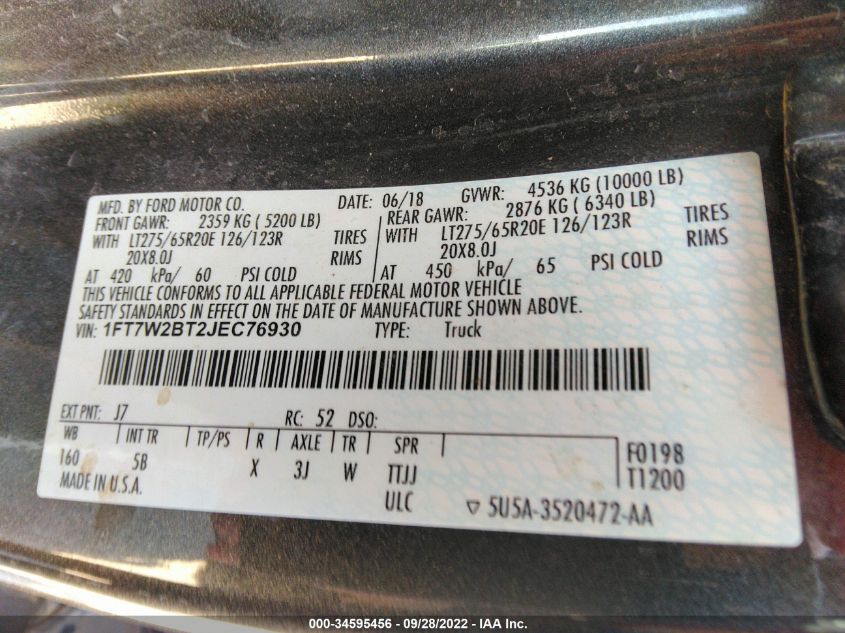 MFD. BY FORD MOTOR CO. DATE: 06/18 GVWR: 4536 KG (10000 LB)
FRONT GAWR: 2359 KG ( 5200 LB) REAR GAWR: 2876 KG ( 6340 LB)
WITH LT275/65R20E 126/123R TIRES WITH LT275/65R20E 126/123R TIRES
20X8.0J RIMS 20X8.0J RIMS
AT 420 kPa/ 60 PSI COLD AT 450 kPa/ 65 PSI COLD
THIS VEHICLE CONFORMS TO ALL APPLICABLE FEDERAL MOTOR VEHICLE
SAFETY STANDARDS IN EFFECT ON THE DATE OF MANUFACTURE SHOWN ABOVE.
VIN: 1FT7W2BT2JEC76930 TYPE: Truck
EXT PNT: J7 RC: 52 DSO:
WB INT TR TP/PS R AXLE TR SPR F0198
160 5B X 3J W TTJJ T1200
MADE IN U.S.A. ULC ▽ 5U5A-3520472-AA
000-34595456 - 09/28/2022 - IAA Inc.